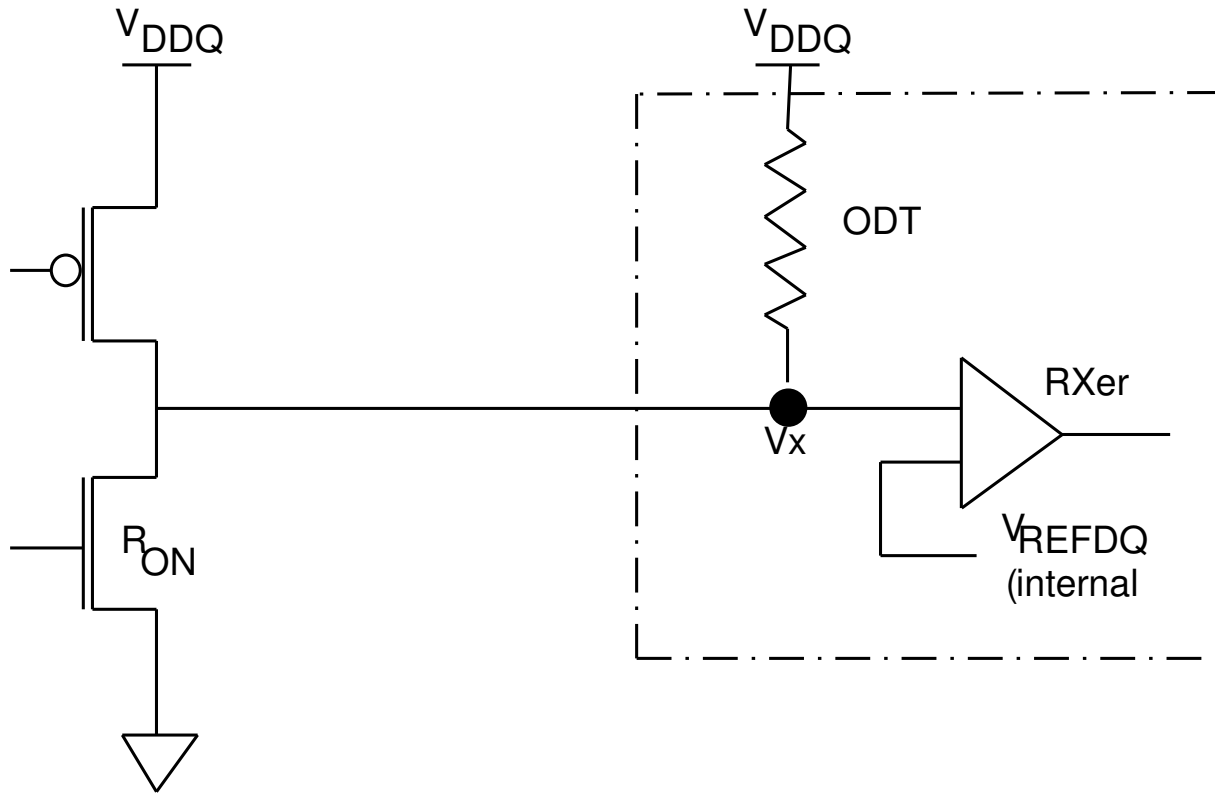 VDDQ
VDDQ
ODT
RXer
Vx
RON
VREFDQ
(internal